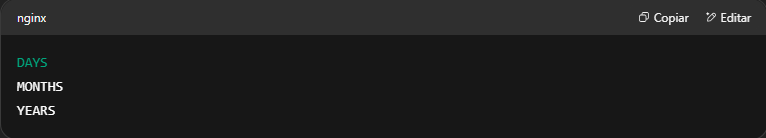 nginx Copiar Editar
DAYS
MONTHS
YEARS